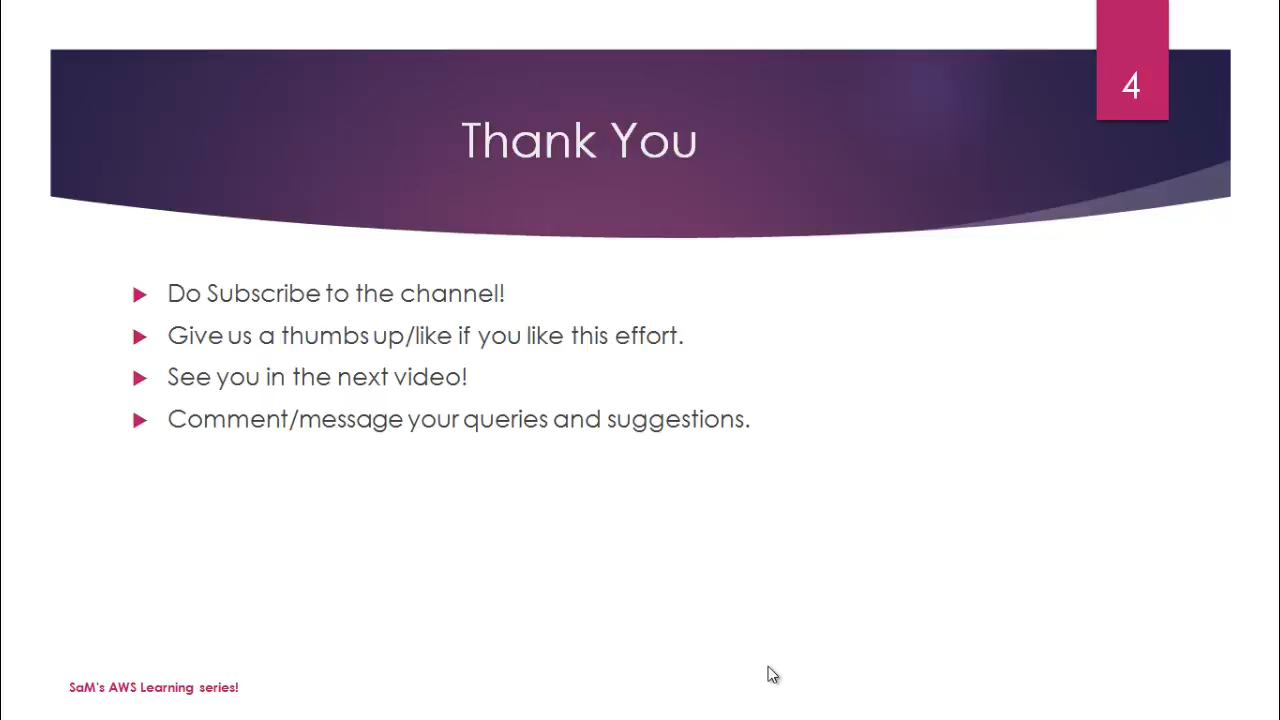 4
Thank You
Do Subscribe to the channel!
Give us a thumbs up/like if you like this effort.
See you in the next video!
Comment/message your queries and suggestions.
SaM's AWS Learning series!